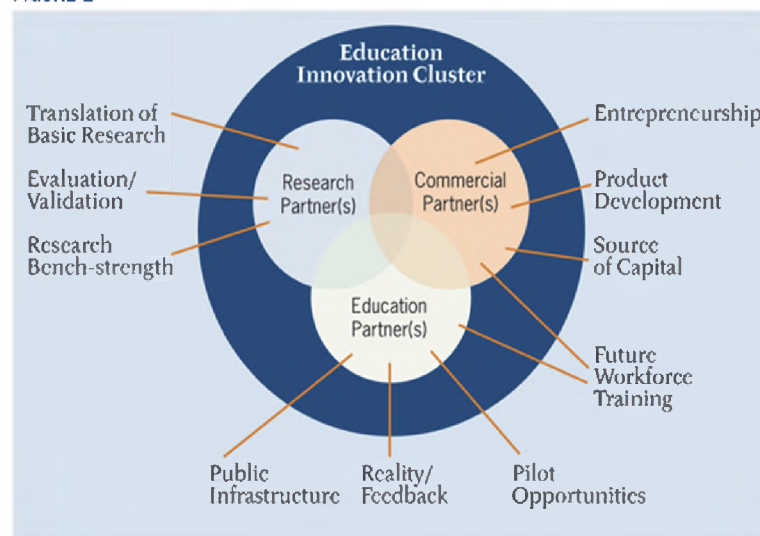 Education
Innovation Cluster
Translation of
Basic Research
Evaluation/
Validation
Research
Bench-strength
Research
Partner(s)
Commercial
Partner(s)
Education
Partner(s)
Entrepreneurship
Product
Development
Source
of Capital
Future
Workforce
Training
Public
Infrastructure
Reality/
Feedback
Pilot
Opportunities